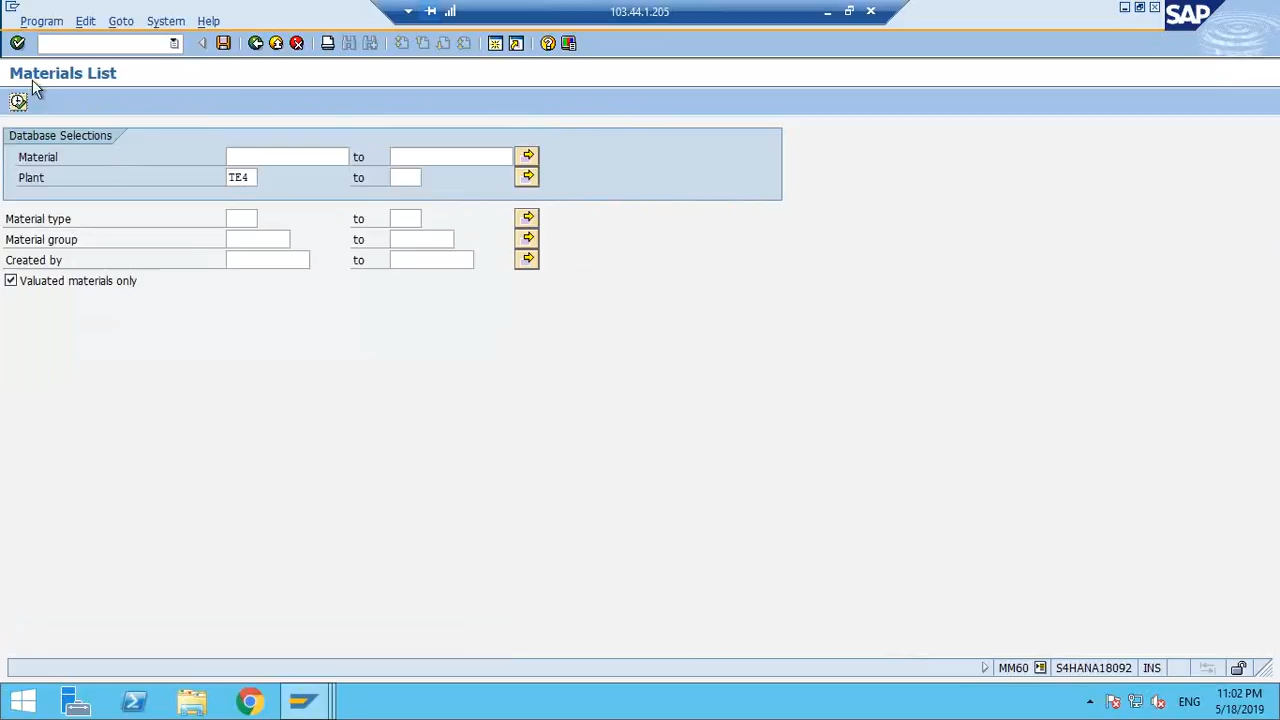 103.44.1.205
Program Edit Goto System Help
SAP
Materials List
Database Selections
Material to
Plant TE4 to
Material type to
Material group to
Created by to
Valuated materials only
MM60 S4HANA18092 INS
ENG 11:02 PM
5/18/2019